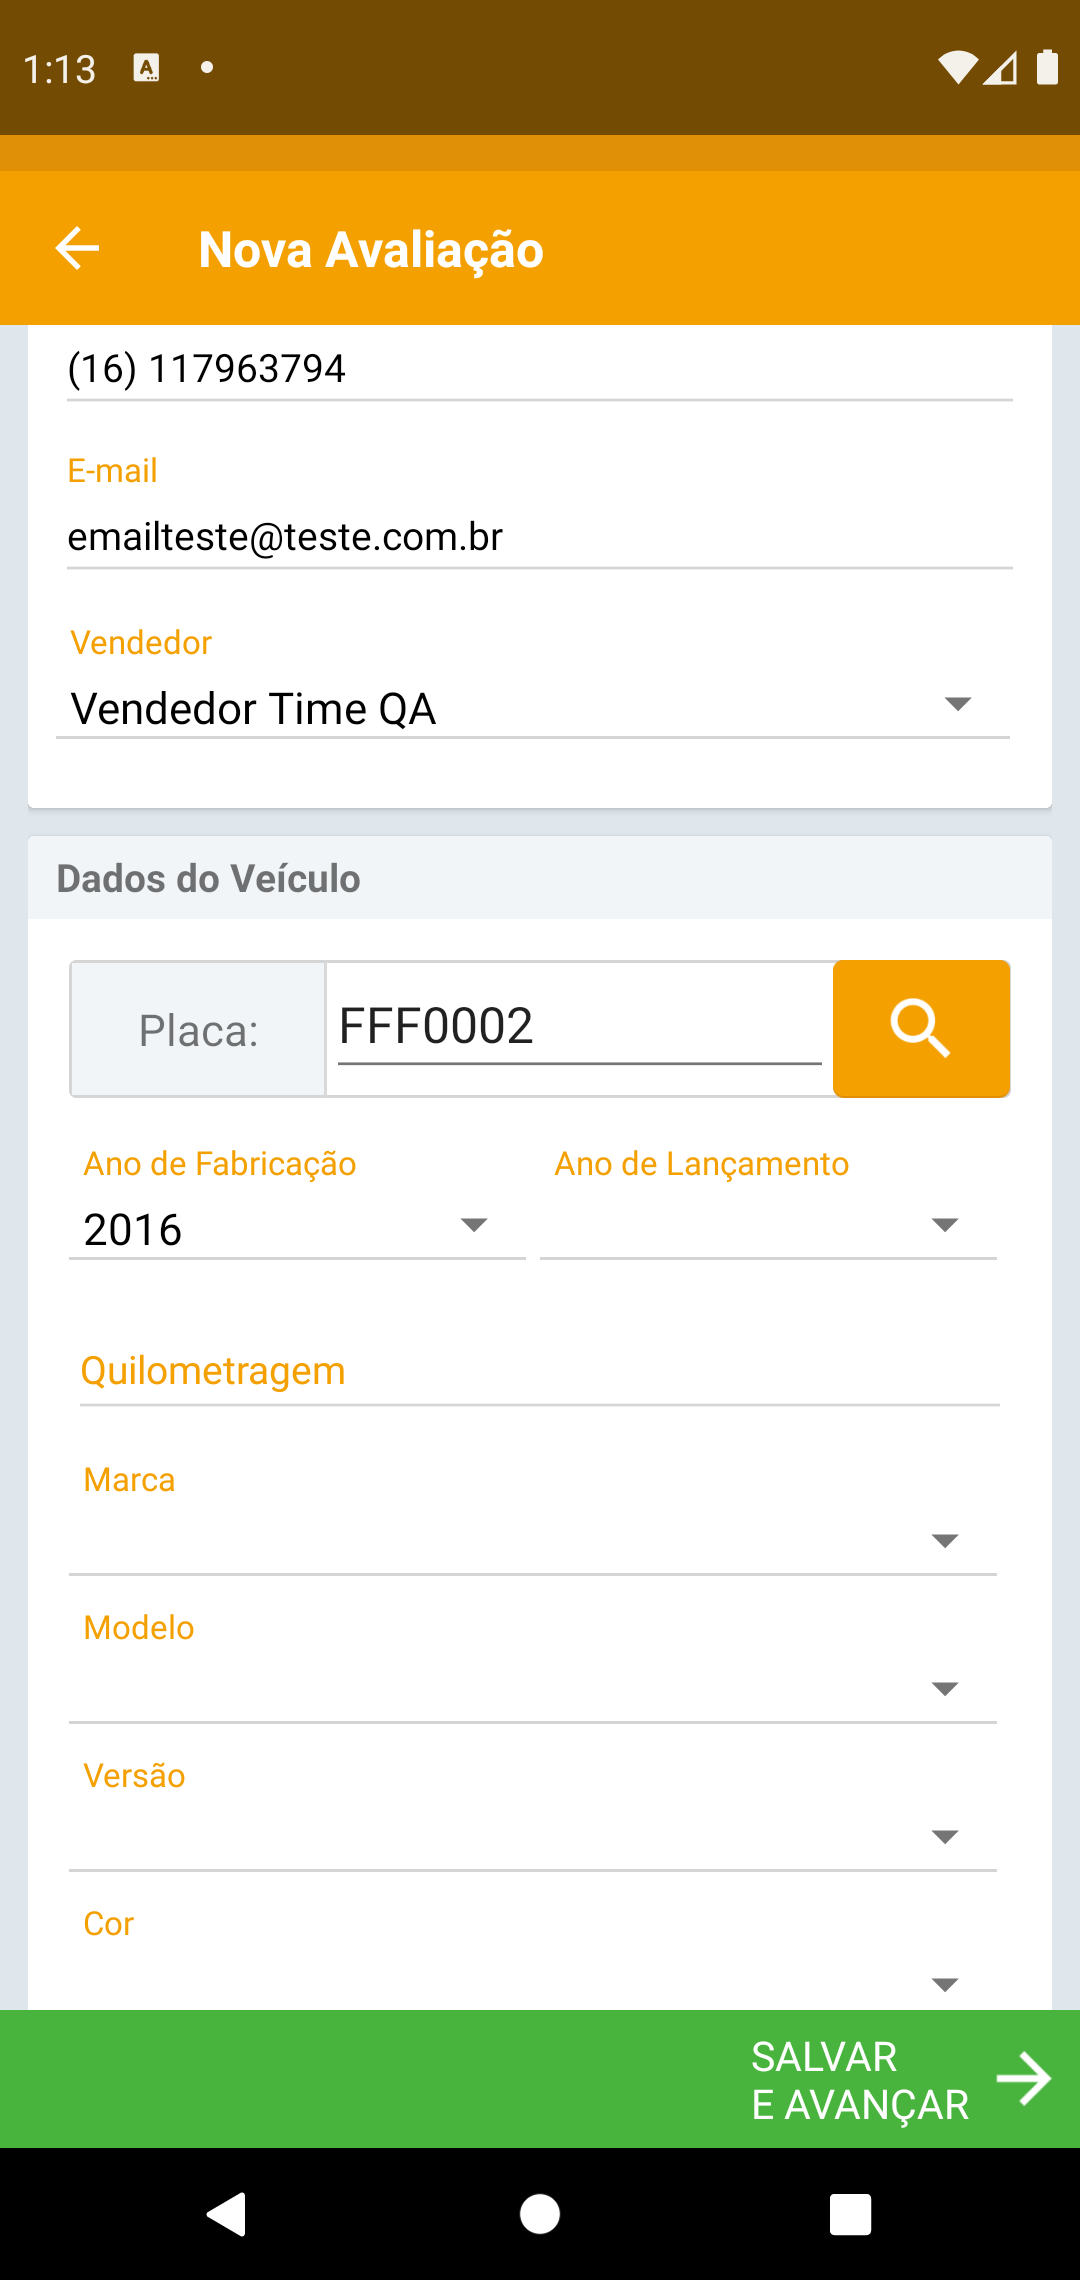 1:13
Nova Avaliação
(16) 117963794
E-mail
emailteste@teste.com.br
Vendedor
Vendedor Time QA
Dados do Veículo
Placa: FFF0002
Ano de Fabricação Ano de Lançamento
2016
Quilometragem
Marca
Modelo
Versão
Cor
SALVAR
E AVANÇAR